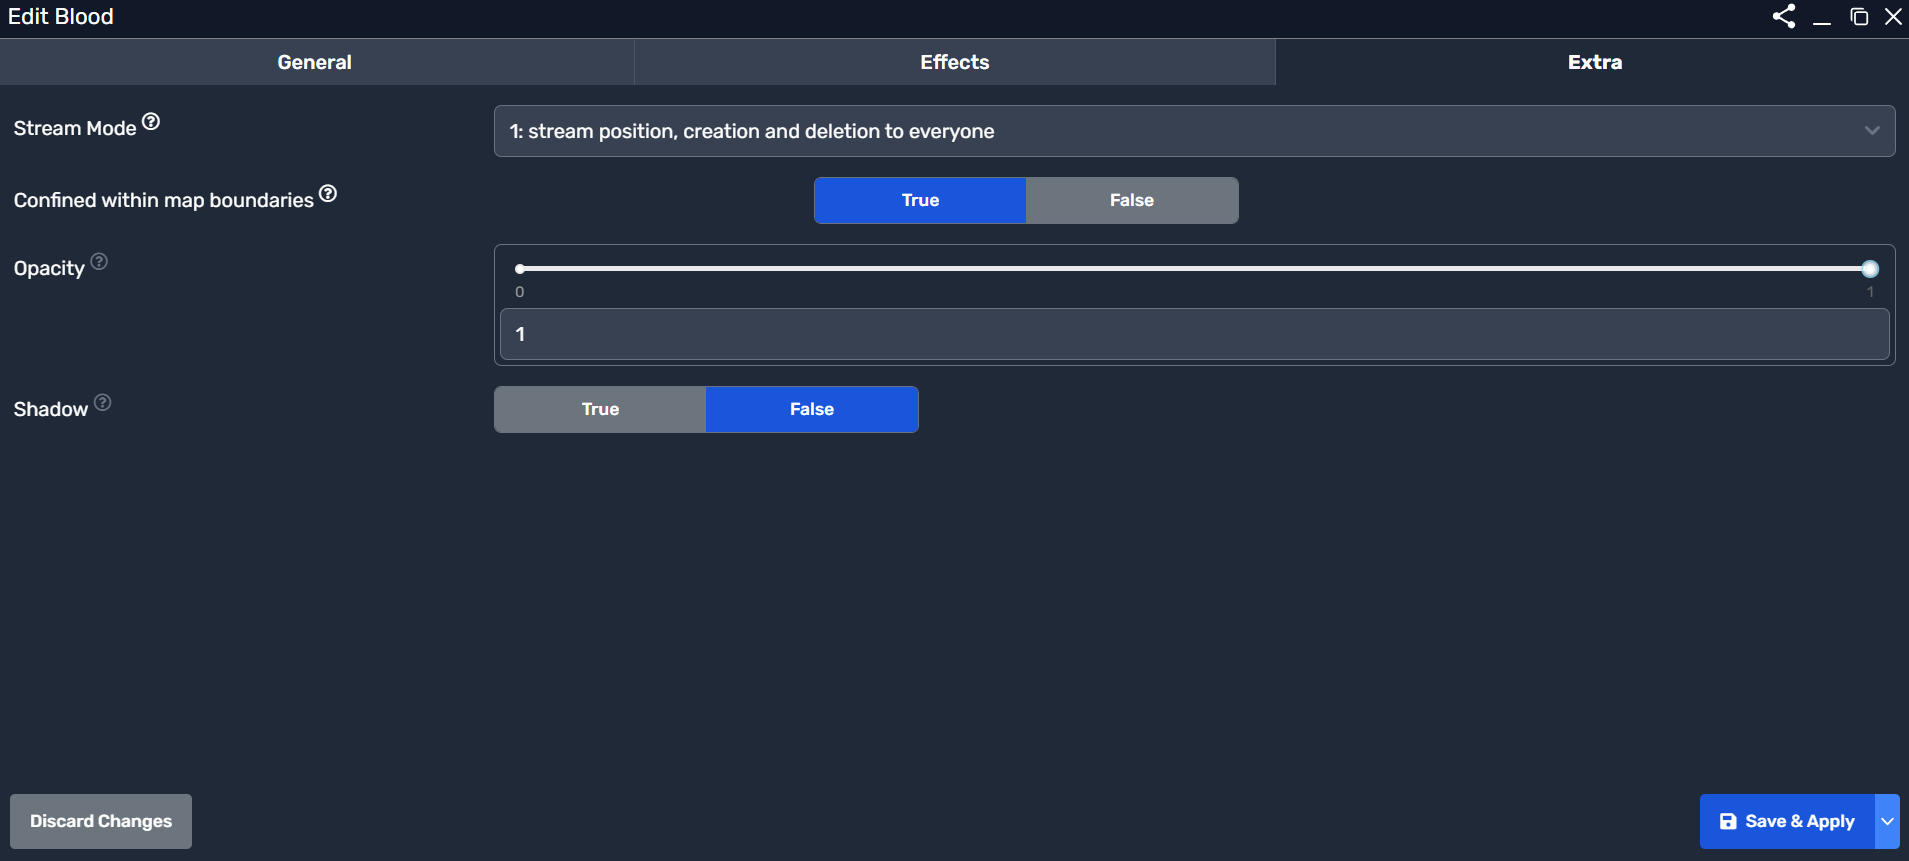 Edit Blood
General
Effects
Extra
Stream Mode
1: stream position, creation and deletion to everyone
Confined within map boundaries
True
False
Opacity
0
1
1
Shadow
True
False
Discard Changes
Save & Apply